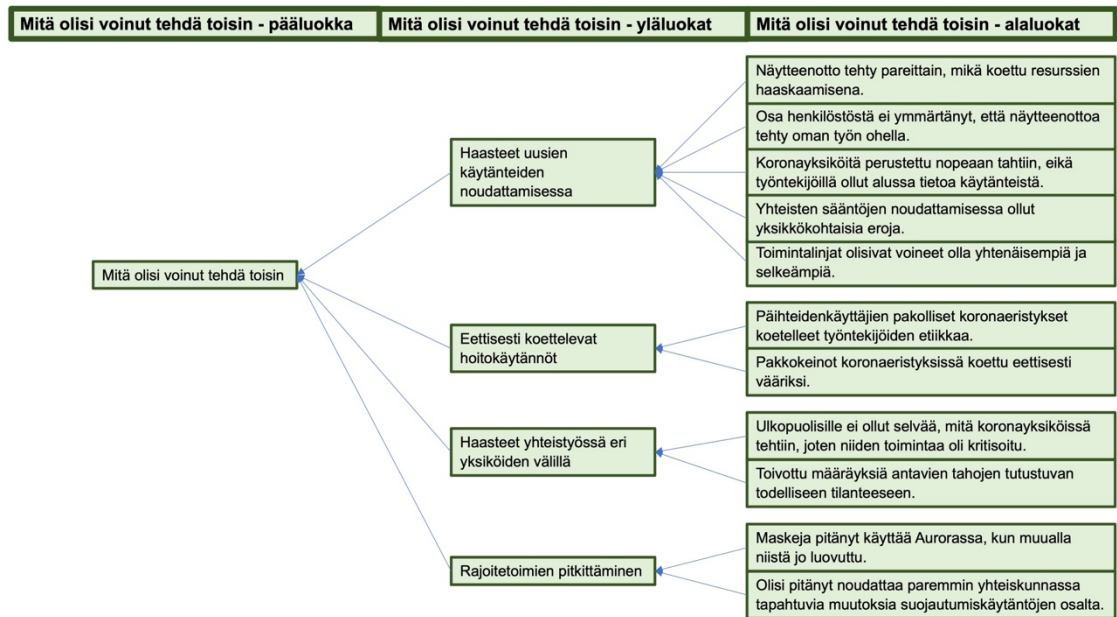 Mitä olisi voinut tehdä toisin - pääluokka
Mitä olisi voinut tehdä toisin - yläluokat
Mitä olisi voinut tehdä toisin - alaluokat
Mitä olisi voinut tehdä toisin
Haasteet uusien
käytänteiden
noudattamisessa
Näytteenotto tehty pareittain, mikä koettu resurssien
haaskaamisena.
Osa henkilöstöstä ei ymmärtänyt, että näytteenottoa
tehty oman työn ohella.
Koronayksiköitä perustettu nopeaan tahtiin, eikä
työntekijöillä ollut alussa tietoa käytänteistä.
Yhteisten sääntöjen noudattamisessa ollut
yksikkökohtaisia eroja.
Toimintalinjat olisivat voineet olla yhtenäisempiä ja
selkeämpiä.
Eettisesti koettelevat
hoitokäytännöt
Päihteidenkäyttäjien pakolliset koronaeristykset
koetelleet työntekijöiden etiikkaa.
Pakkokeinot koronaeristyksissä koettu eettisesti
vääriksi.
Haasteet yhteistyössä eri
yksiköiden välillä
Ulkopuolisille ei ollut selvää, mitä koronayksiköissä
tehtiin, joten niiden toimintaa oli kritisoitu.
Toivottu määräyksiä antavien tahojen tutustuvan
todelliseen tilanteeseen.
Rajoitetoimien pitkittäminen
Maskeja pitänyt käyttää Aurorassa, kun muualla
niistä jo luovuttu.
Olisi pitänyt noudattaa paremmin yhteiskunnassa
tapahtuvia muutoksia suojautumiskäytäntöjen osalta.